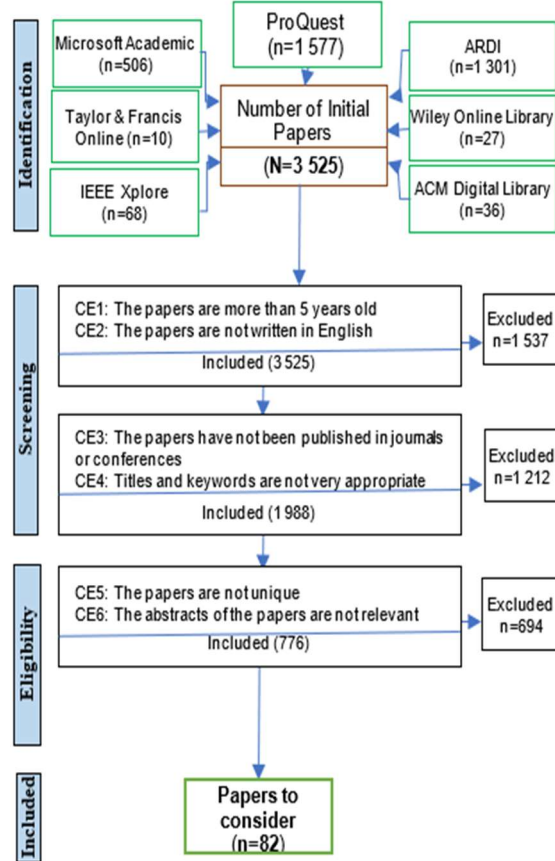 Identification
Microsoft Academic
(n=506)
ProQuest
(n=1 577)
ARDI
(n=1 301)
Taylor & Francis
Online (n=10)
Number of Initial
Papers
(N=3 525)
Wiley Online Library
(n=27)
IEEE Xplore
(n=68)
ACM Digital Library
(n=36)
Screening
CE1: The papers are more than 5 years old
CE2: The papers are not written in English
Included (3 525)
Excluded
n=1 537
CE3: The papers have not been published in journals
or conferences
CE4: Titles and keywords are not very appropriate
Included (1 988)
Excluded
n=1 212
Eligibility
CE5: The papers are not unique
CE6: The abstracts of the papers are not relevant
Included (776)
Excluded
n=694
Included
Papers to
consider
(n=82)